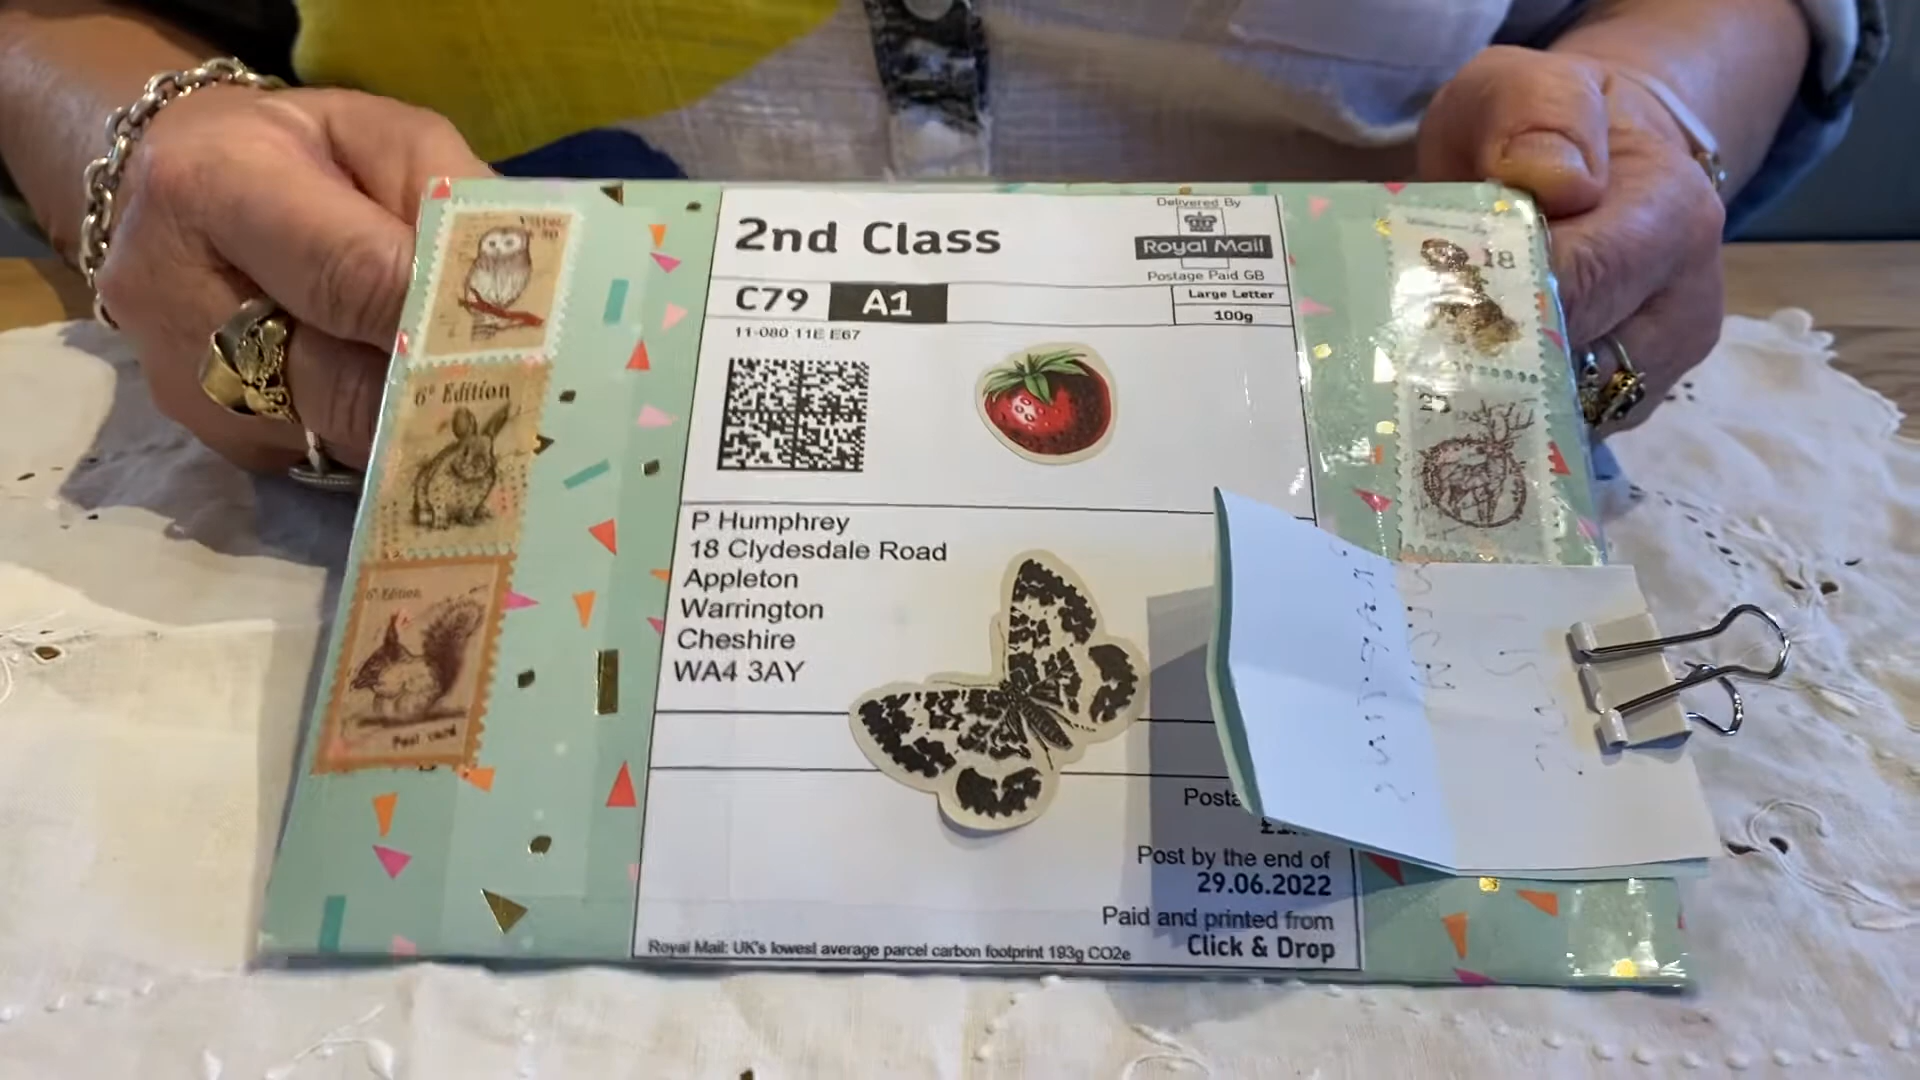 2nd Class
Delivered By
Royal Mail
Postage Paid GB
C79 A1
Large Letter
100g
11-080 11E E67
P Humphrey
18 Clydesdale Road
Appleton
Warrington
Cheshire
WA4 3AY
Posta
Post by the end of
29.06.2022
Paid and printed from
Click & Drop
Royal Mail: UK's lowest average parcel carbon footprint 193g CO2e
6th Edition
6th Edition
Post card
18